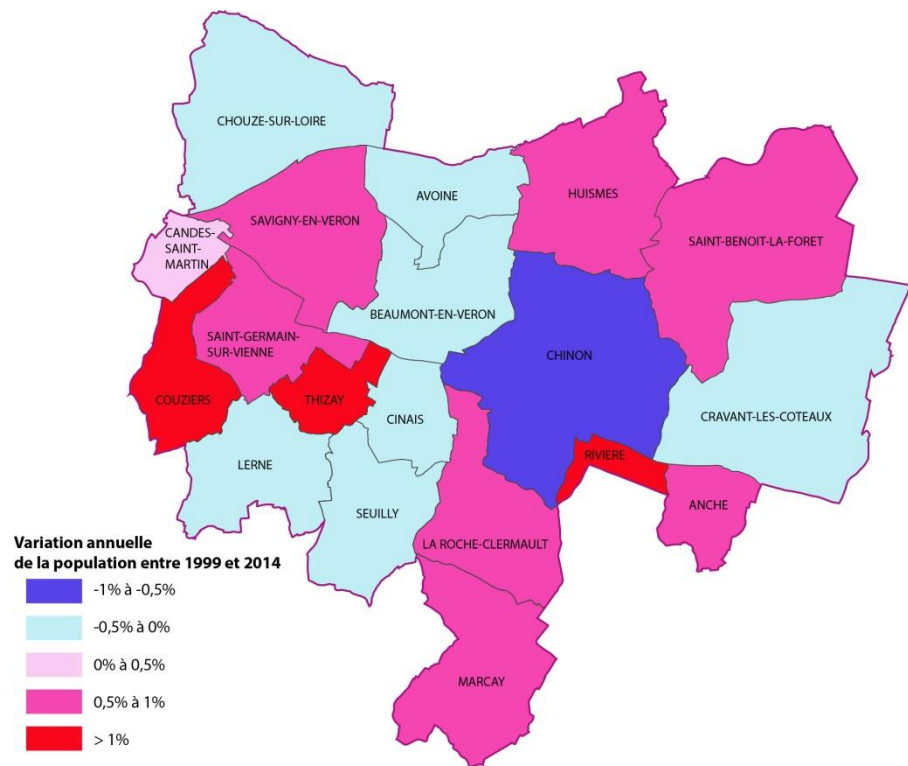 CHOUZE-SUR-LOIRE
AVOINE
HUISMES
SAVIGNY-EN-VERON
CANDES-
SAINT-
MARTIN
SAINT-BENOIT-LA-FORET
BEAUMONT-EN-VERON
SAINT-GERMAIN-
SUR-VIENNE
CHINON
COUZIERS
THIZAY
CINAIS
CRAVANT-LES-COTEAUX
RIVIERE
LERNE
SEUILLY
ANCHE
LA ROCHE-CLERMAULT
MARCAY
Variation annuelle
de la population entre 1999 et 2014
-1% à -0,5%
-0,5% à 0%
0% à 0,5%
0,5% à 1%
> 1%